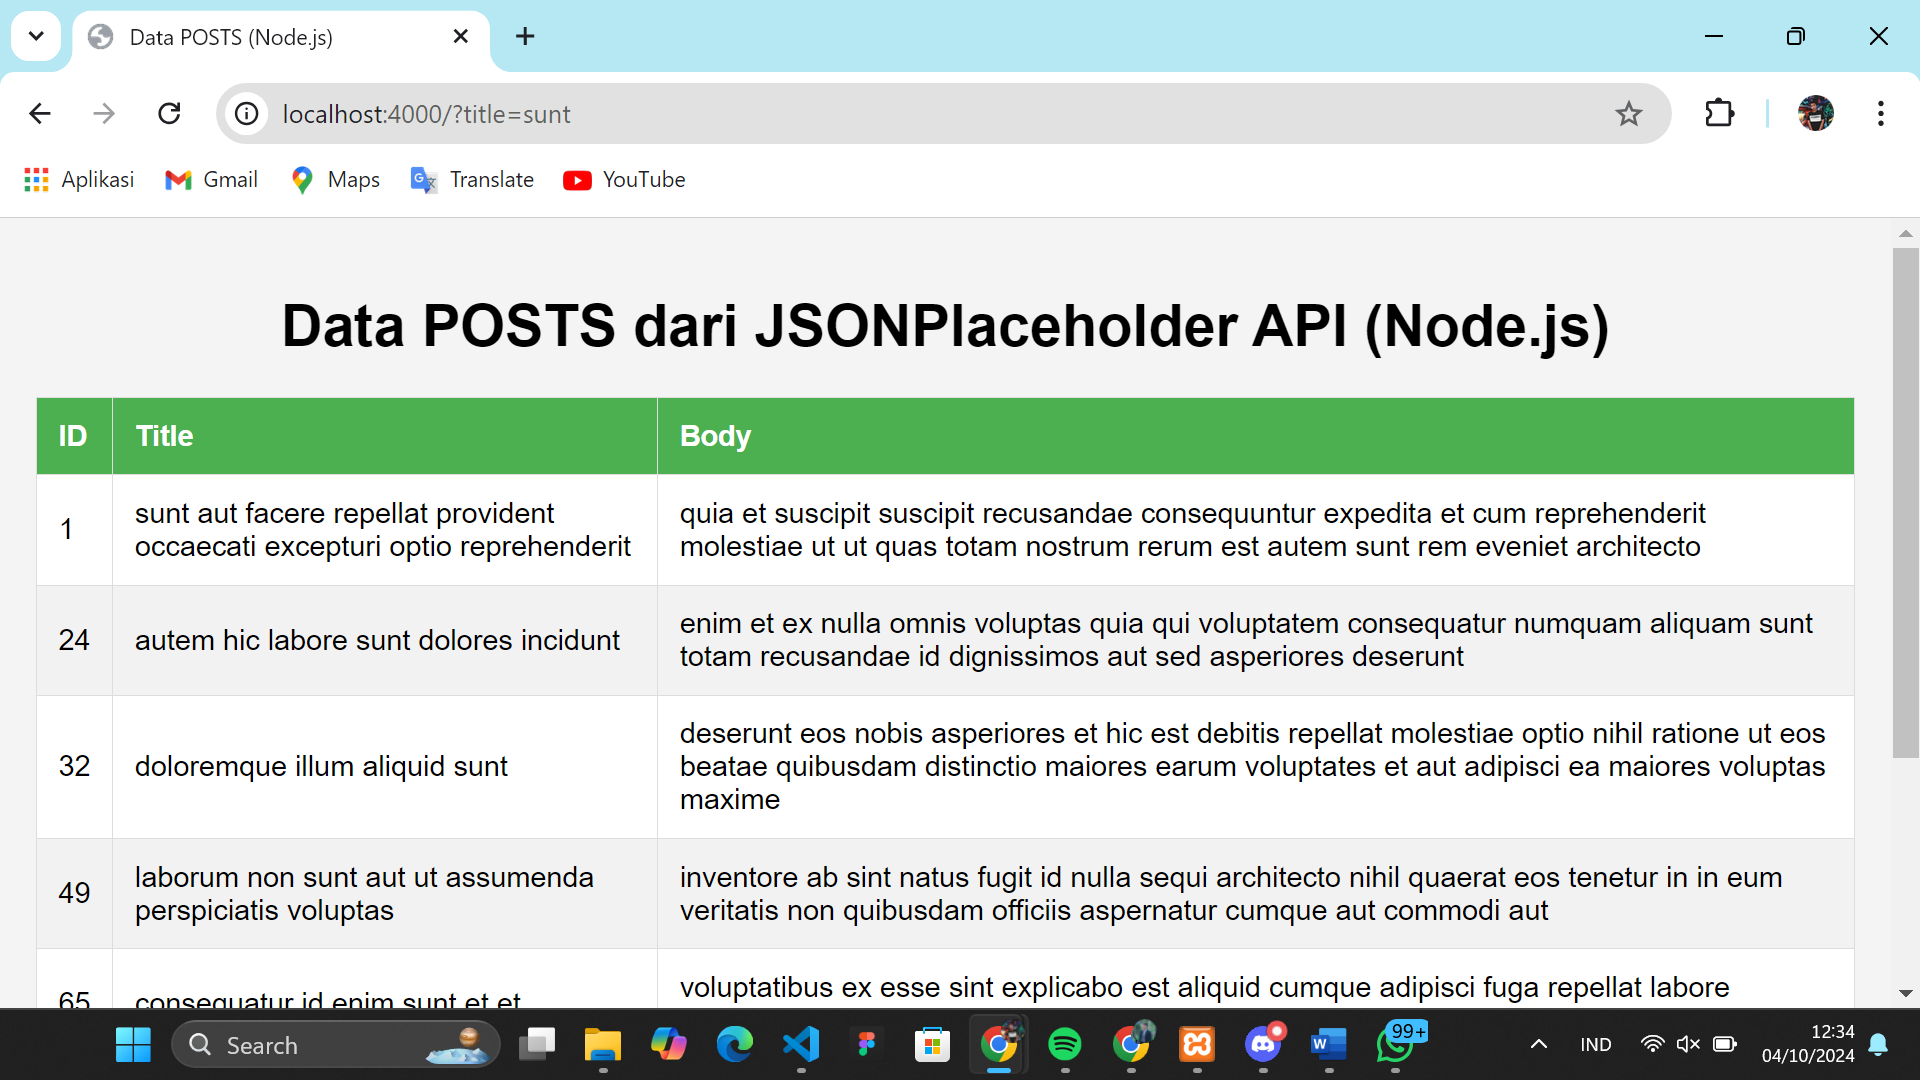 Data POSTS (Node.js)
localhost:4000/?title=sunt
Aplikasi
Gmail
Maps
Translate
YouTube
Data POSTS dari JSONPlaceholder API (Node.js)
ID
Title
Body
1
sunt aut facere repellat provident
occaecati excepturi optio reprehenderit
quia et suscipit suscipit recusandae consequuntur expedita et cum reprehenderit
molestiae ut ut quas totam nostrum rerum est autem sunt rem eveniet architecto
24
autem hic labore sunt dolores incidunt
enim et ex nulla omnis voluptas quia qui voluptatem consequatur numquam aliquam sunt
totam recusandae id dignissimos aut sed asperiores deserunt
32
doloremque illum aliquid sunt
deserunt eos nobis asperiores et hic est debitis repellat molestiae optio nihil ratione ut eos
beatae quibusdam distinctio maiores earum voluptates et aut adipisci ea maiores voluptas
maxime
49
laborum non sunt aut ut assumenda
perspiciatis voluptas
inventore ab sint natus fugit id nulla sequi architecto nihil quaerat eos tenetur in in eum
veritatis non quibusdam officiis aspernatur cumque aut commodi aut
65
consequatur id enim sunt et et
voluptatibus ex esse sint explicabo est aliquid cumque adipisci fuga repellat labore
Search
99+
IND
12:34
04/10/2024